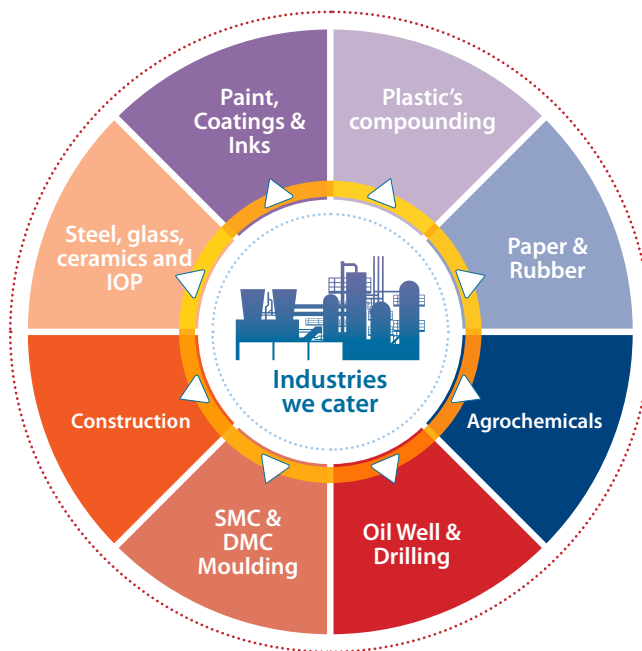 Paint,
Coatings &
Inks
Plastic's
compounding
Paper &
Rubber
Agrochemicals
Oil Well &
Drilling
SMC &
DMC
Moulding
Construction
Steel, glass,
ceramics and
IOP
Industries
we cater